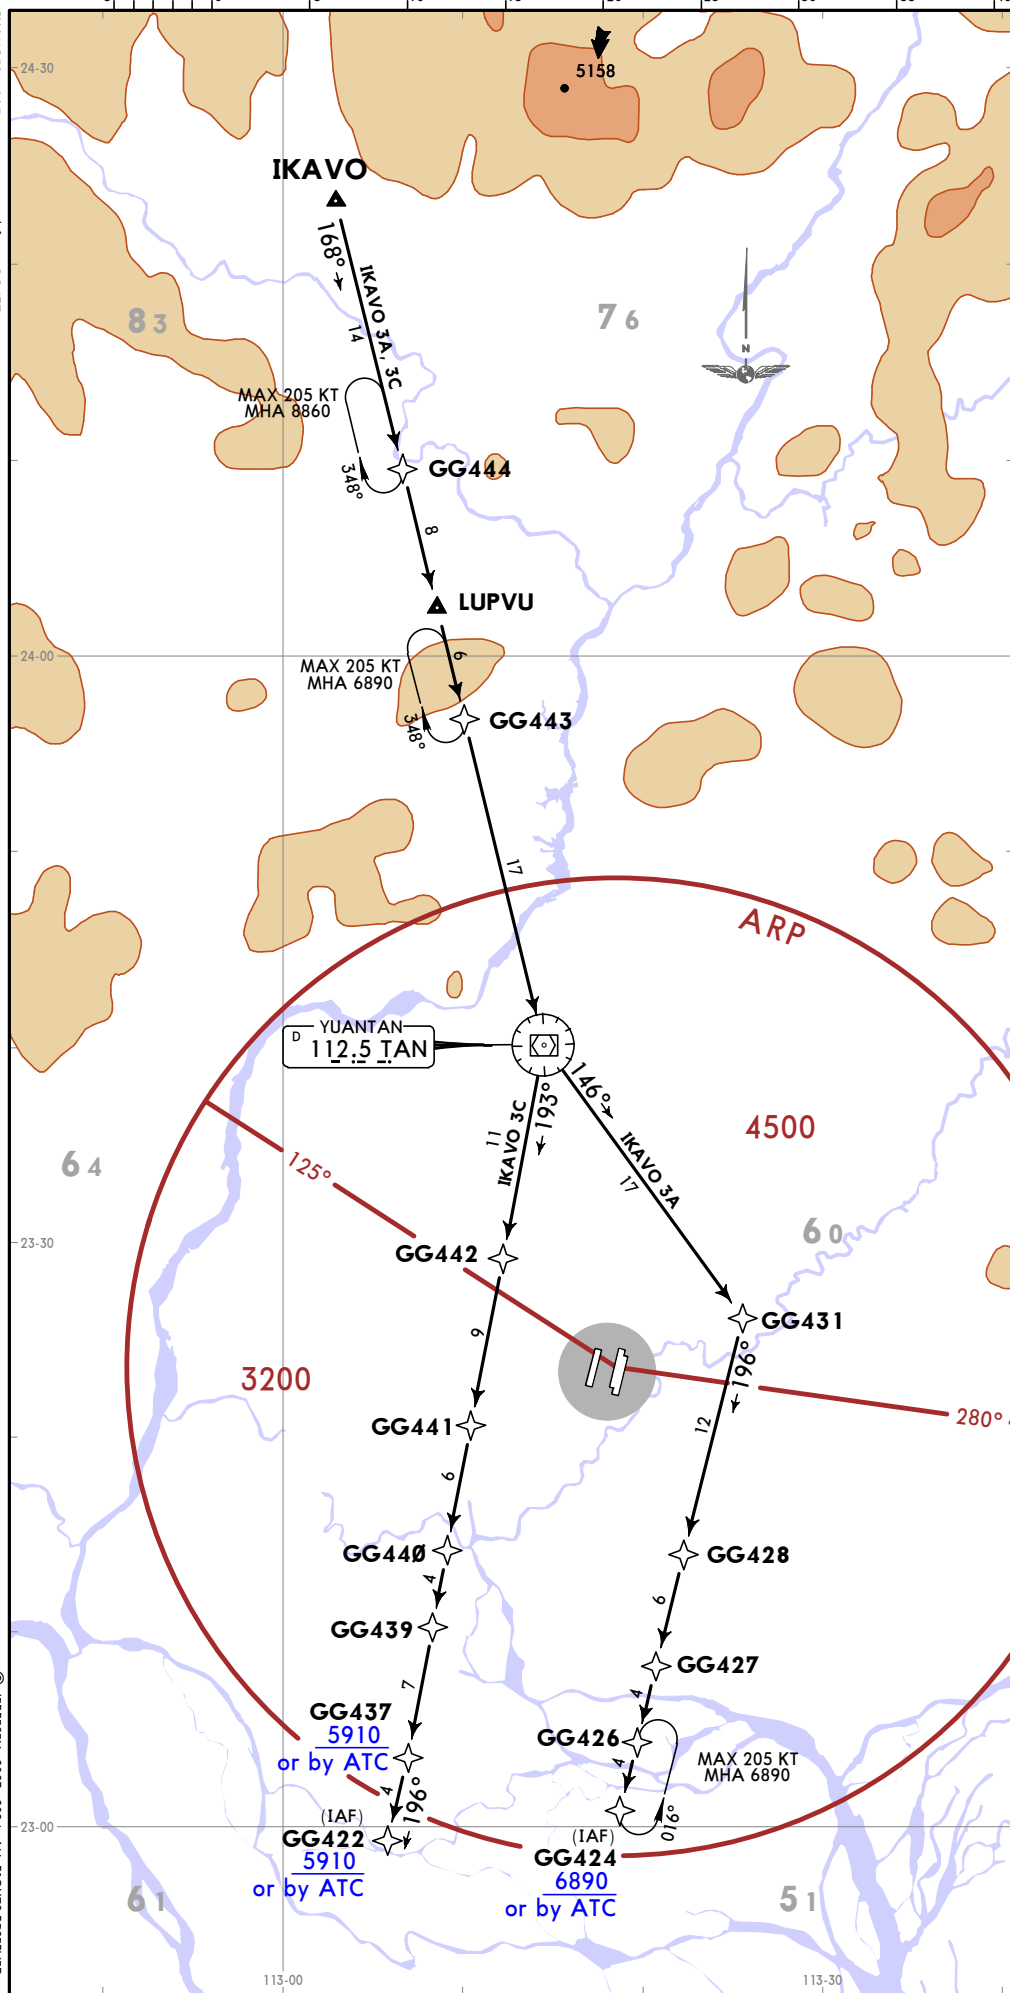 24-30
5158
IKAVO
168°
IKAVO 3A, 3C
14
83
76
N
MAX 205 KT
MHA 8860
348°
GG444
8
LUPVU
24-00
6
MAX 205 KT
MHA 6890
348°
GG443
17
ARP
YUANTAN
D 112.5 TAN
146°
193°
IKAVO 3C
11
IKAVO 3A
17
4500
64
125°
23-30
GG442
60
GG431
196°
9
3200
280°
12
GG441
6
GG440
GG428
4
6
GG439
GG427
7
4
GG437
5910
or by ATC
GG426
4
MAX 205 KT
MHA 6890
016°
4
196°
(IAF)
GG422
5910
or by ATC
23-00
(IAF)
GG424
6890
or by ATC
61
51
113-00
113-30